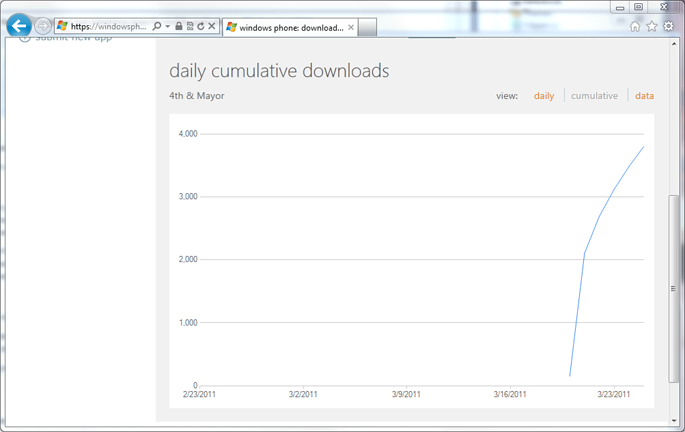 https://windowsph...
windows phone: download...
submit new app
daily cumulative downloads
4th & Mayor
view: daily cumulative data
4,000
3,000
2,000
1,000
0
2/23/2011 3/2/2011 3/9/2011 3/16/2011 3/23/2011